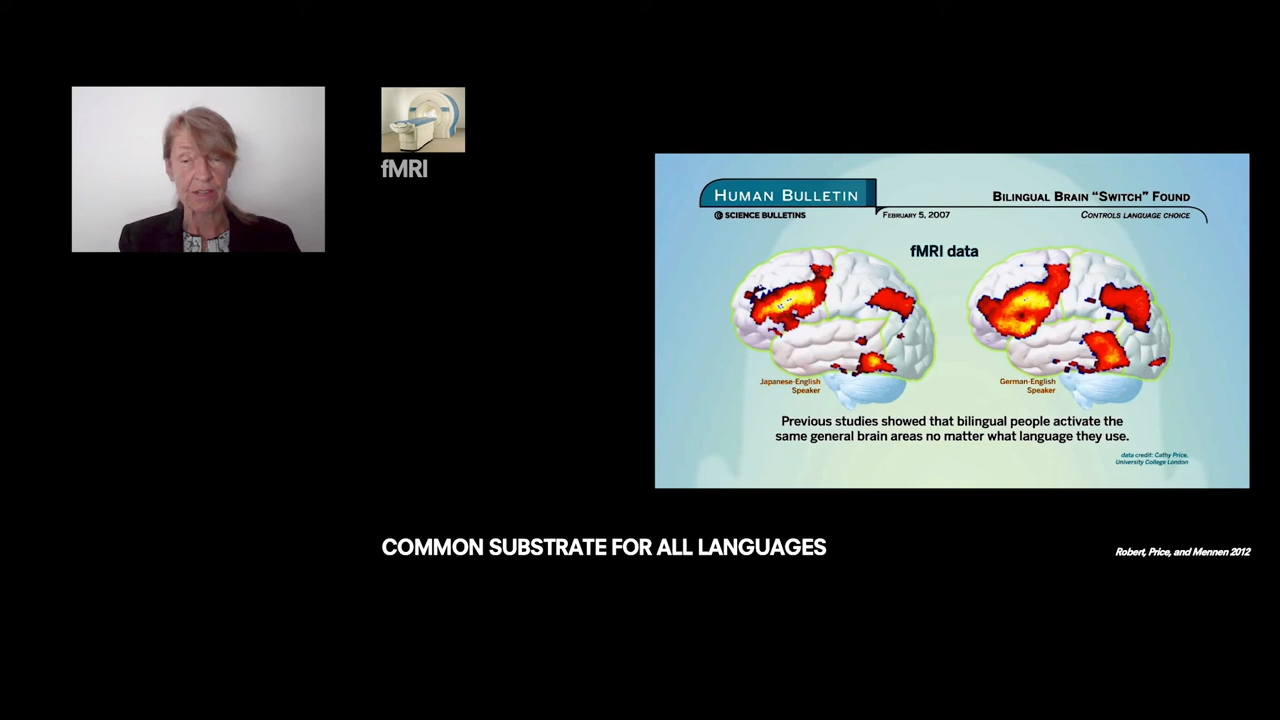 fMRI
HUMAN BULLETIN
BILINGUAL BRAIN “SWITCH” FOUND
SCIENCE BULLETINS
FEBRUARY 5, 2007
CONTROLS LANGUAGE CHOICE
fMRI data
Japanese-English
Speaker
German-English
Speaker
Previous studies showed that bilingual people activate the
same general brain areas no matter what language they use.
data credit: Cathy Price,
University College London
COMMON SUBSTRATE FOR ALL LANGUAGES
Robert, Price, and Mennen 2012